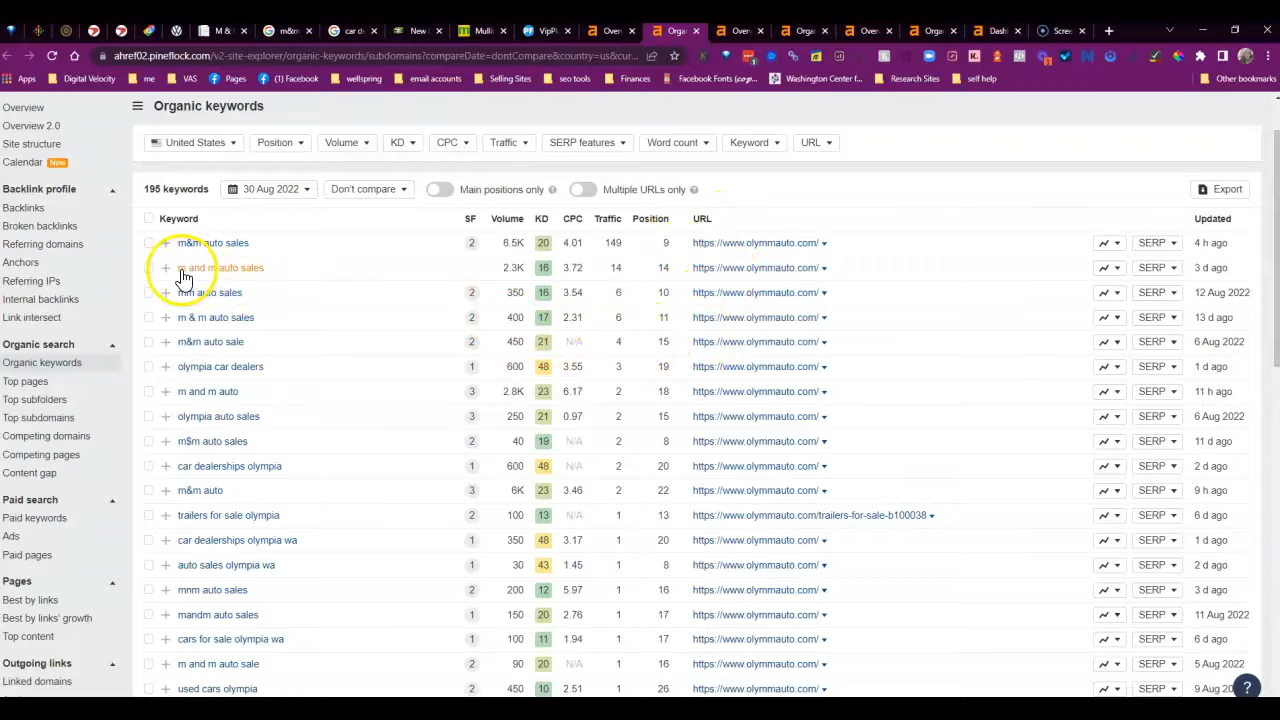 M &
m&m
car de
New
Mullin
VipPl
Over
Orga
Over
Orga
Over
Orga
Dash
Scree
ahref02.pineflock.com/v2-site-explorer/organic-keywords/subdomains?compareDate=dontCompare&country=us&cur...
Apps
Digital Velocity
me
VAS
Pages
(1) Facebook
wellspring
email accounts
Selling Sites
seo tools
Finances
Facebook Fonts (cop...
Washington Center f...
Research Sites
self help
Other bookmarks
Overview
Overview 2.0
Site structure
Calendar New
Backlink profile
Backlinks
Broken backlinks
Referring domains
Anchors
Referring IPs
Internal backlinks
Link intersect
Organic search
Organic keywords
Top pages
Top subfolders
Top subdomains
Competing domains
Competing pages
Content gap
Paid search
Paid keywords
Ads
Paid pages
Pages
Best by links
Best by links' growth
Top content
Outgoing links
Linked domains
Organic keywords
United States Position Volume KD CPC Traffic SERP features Word count Keyword URL
195 keywords 30 Aug 2022 Don't compare Main positions only Multiple URLs only Export
Keyword SF Volume KD CPC Traffic Position URL Updated
m&m auto sales 2 6.5K 20 4.01 149 9 https://www.olymmauto.com/ SERP 4 h ago
m and m auto sales 2.3K 16 3.72 14 14 https://www.olymmauto.com/ SERP 3 d ago
mm auto sales 2 350 16 3.54 6 10 https://www.olymmauto.com/ SERP 12 Aug 2022
m & m auto sales 2 400 17 2.31 6 11 https://www.olymmauto.com/ SERP 13 d ago
m&m auto sale 2 450 21 N/A 4 15 https://www.olymmauto.com/ SERP 6 Aug 2022
olympia car dealers 1 600 48 3.55 3 19 https://www.olymmauto.com/ SERP 1 d ago
m and m auto 3 2.8K 23 6.17 2 18 https://www.olymmauto.com/ SERP 11 h ago
olympia auto sales 3 250 21 0.97 2 15 https://www.olymmauto.com/ SERP 6 Aug 2022
m$m auto sales 2 40 19 N/A 2 8 https://www.olymmauto.com/ SERP 11 d ago
car dealerships olympia 1 600 48 N/A 2 20 https://www.olymmauto.com/ SERP 2 d ago
m&m auto 3 6K 23 3.46 2 22 https://www.olymmauto.com/ SERP 9 h ago
trailers for sale olympia 2 100 13 N/A 1 13 https://www.olymmauto.com/trailers-for-sale-b100038 SERP 6 d ago
car dealerships olympia wa 1 350 48 3.17 1 20 https://www.olymmauto.com/ SERP 1 d ago
auto sales olympia wa 1 30 43 1.45 1 8 https://www.olymmauto.com/ SERP 2 d ago
mnm auto sales 2 200 12 5.97 1 16 https://www.olymmauto.com/ SERP 3 d ago
mandm auto sales 1 150 20 2.76 1 17 https://www.olymmauto.com/ SERP 11 Aug 2022
cars for sale olympia wa 1 100 11 1.94 1 17 https://www.olymmauto.com/ SERP 6 d ago
m and m auto sale 2 90 20 N/A 1 16 https://www.olymmauto.com/ SERP 5 Aug 2022
used cars olympia 2 450 10 2.51 1 26 https://www.olymmauto.com/ SERP 9 Aug